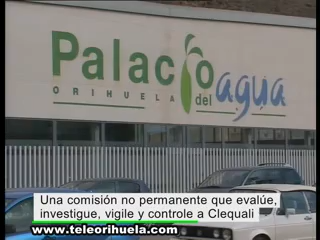 Palacio
ORIHUELA del agua
Una comisión no permanente que evalúe,
investigue, vigile y controle a Clequali
www.teleorihuela.com